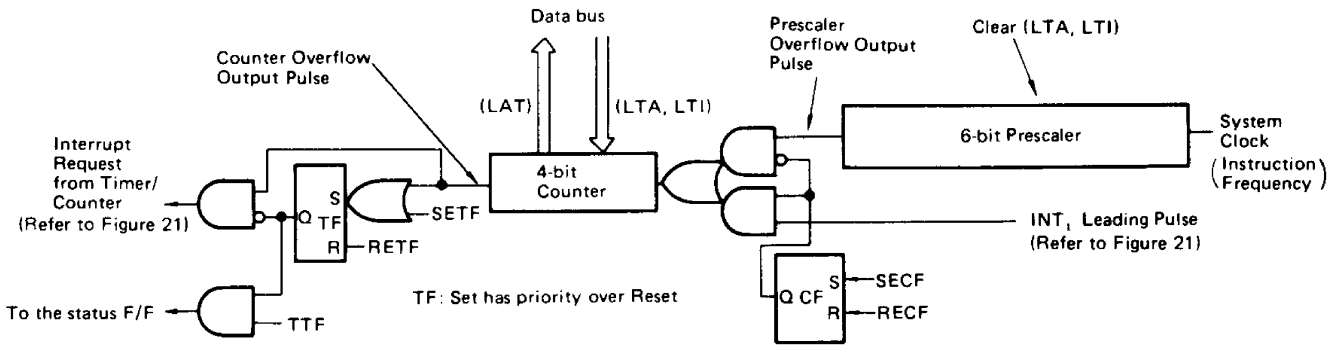 Data bus
Counter Overflow
Output Pulse
(LAT)
(LTA, LTI)
Prescaler
Overflow Output
Pulse
Clear (LTA, LTI)
6-bit Prescaler
System
Clock
(Instruction
Frequency)
Interrupt
Request
from Timer/
Counter
(Refer to Figure 21)
S
Q
TF
R
SETF
RETF
4-bit
Counter
INT₁ Leading Pulse
(Refer to Figure 21)
To the status F/F
TTF
TF: Set has priority over Reset
Q CF
S
R
SECF
RECF